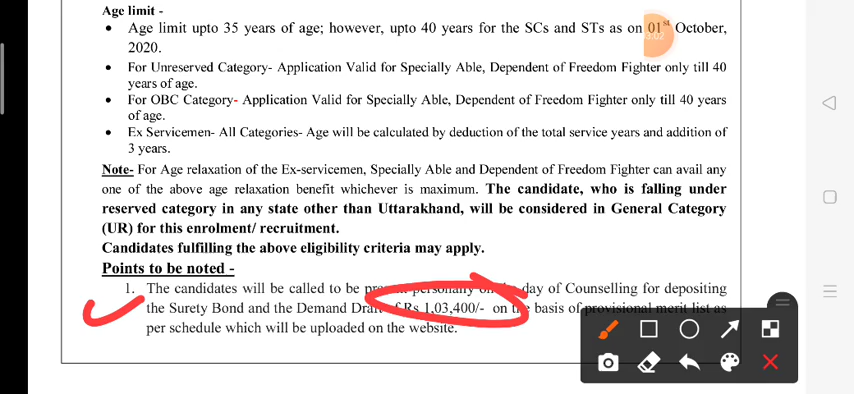 Age limit -
• Age limit upto 35 years of age; however, upto 40 years for the SCs and STs as on 01st October,
2020.
• For Unreserved Category- Application Valid for Specially Able, Dependent of Freedom Fighter only till 40
years of age.
• For OBC Category- Application Valid for Specially Able, Dependent of Freedom Fighter only till 40 years
of age.
• Ex Servicemen- All Categories- Age will be calculated by deduction of the total service years and addition of
3 years.
Note- For Age relaxation of the Ex-servicemen, Specially Able and Dependent of Freedom Fighter can avail any
one of the above age relaxation benefit whichever is maximum. The candidate, who is falling under
reserved category in any state other than Uttarakhand, will be considered in General Category
(UR) for this enrolment/ recruitment.
Candidates fulfilling the above eligibility criteria may apply.
Points to be noted -
1. The candidates will be called to be present personally on the day of Counselling for depositing
the Surety Bond and the Demand Draft of Rs 1,03,400/- on the basis of provisional merit list as
per schedule which will be uploaded on the website.